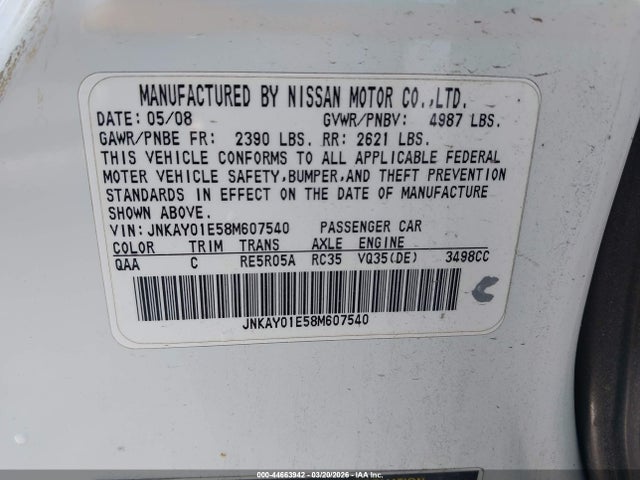 MANUFACTURED BY NISSAN MOTOR CO.,LTD.
DATE: 05/08 GVWR/PNBV: 4987 LBS.
GAWR/PNBE FR: 2390 LBS. RR: 2621 LBS.
THIS VEHICLE CONFORMS TO ALL APPLICABLE FEDERAL
MOTER VEHICLE SAFETY,BUMPER,AND THEFT PREVENTION
STANDARDS IN EFFECT ON THE DATE OF MANUFACTURE
SHOWN ABOVE.
VIN: JNKAY01E58M607540 PASSENGER CAR
COLOR TRIM TRANS AXLE ENGINE
QAA C RE5R05A RC35 VQ35(DE) 3498CC
C
JNKAY01E58M607540
000-44663942 | 03/20/2026 - IAA Inc.